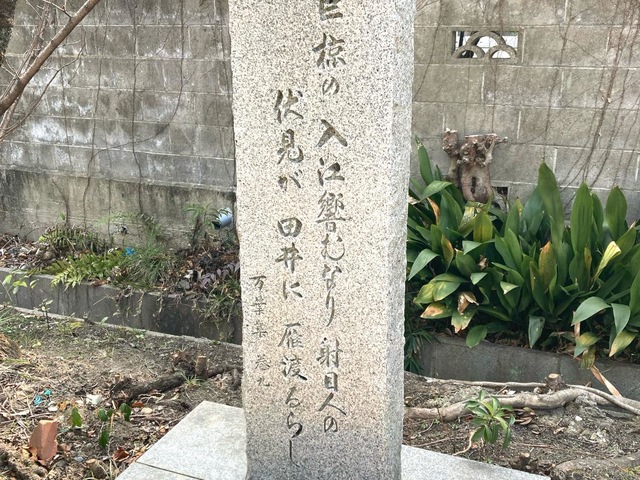 巨椋の 入江響むなり 射目人の
伏見が 田井に 雁渡るらし
万葉集 巻九